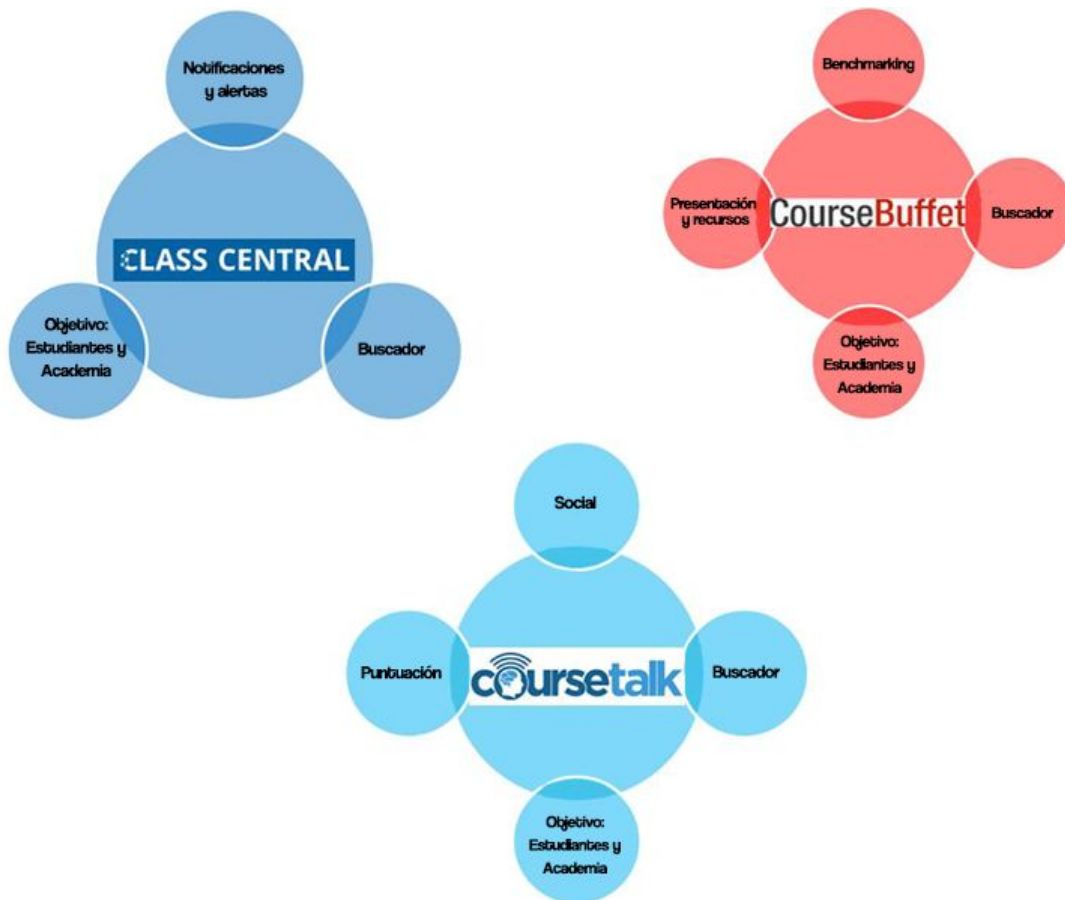 Notificaciones
y alertas
CLASS CENTRAL
Objetivo:
Estudiantes y
Academia
Buscador
Benchmarking
Presentación
y recursos
CourseBuffet
Buscador
Objetivo:
Estudiantes y
Academia
Social
Puntuación
coursetalk
Buscador
Objetivo:
Estudiantes y
Academia